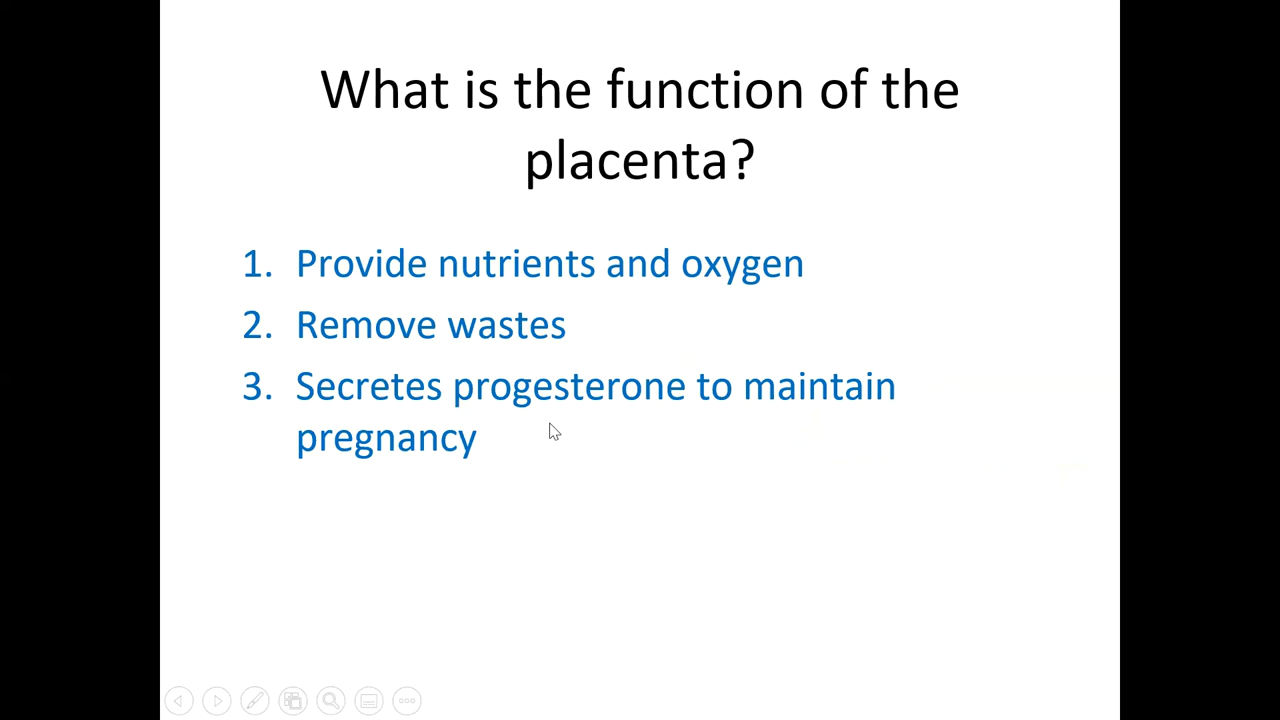 What is the function of the
placenta?
1. Provide nutrients and oxygen
2. Remove wastes
3. Secretes progesterone to maintain
pregnancy